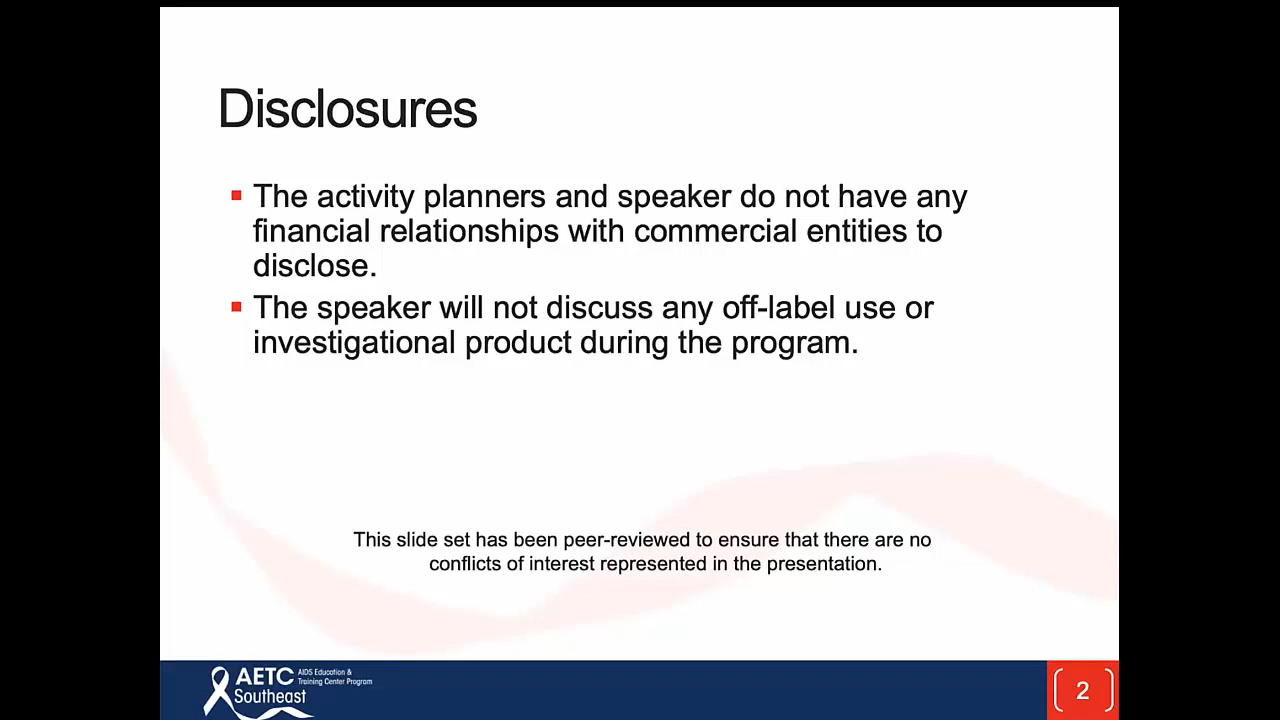 Disclosures
▪ The activity planners and speaker do not have any
financial relationships with commercial entities to
disclose.
▪ The speaker will not discuss any off-label use or
investigational product during the program.
This slide set has been peer-reviewed to ensure that there are no
conflicts of interest represented in the presentation.
AETC AIDS Education &
Training Center Program
Southeast
2